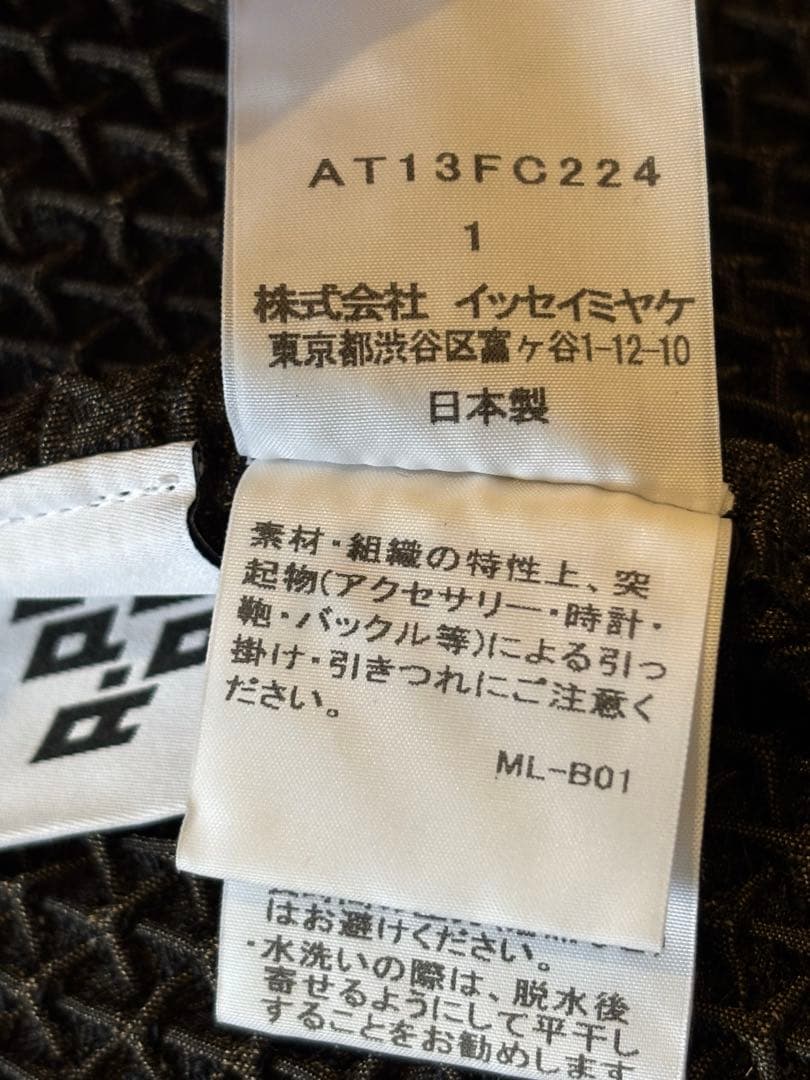 AT13FC224
1
株式会社 イッセイミヤケ
東京都渋谷区富ヶ谷1-12-10
日本製
素材・組織の特性上、突
起物(アクセサリー・時計・
鞄・バックル等)による引っ
掛け・引きつれにご注意く
ださい。
ML-B01
はお避けください。
・水洗いの際は、脱水後
寄せるようにして平干し
することをお勧めします